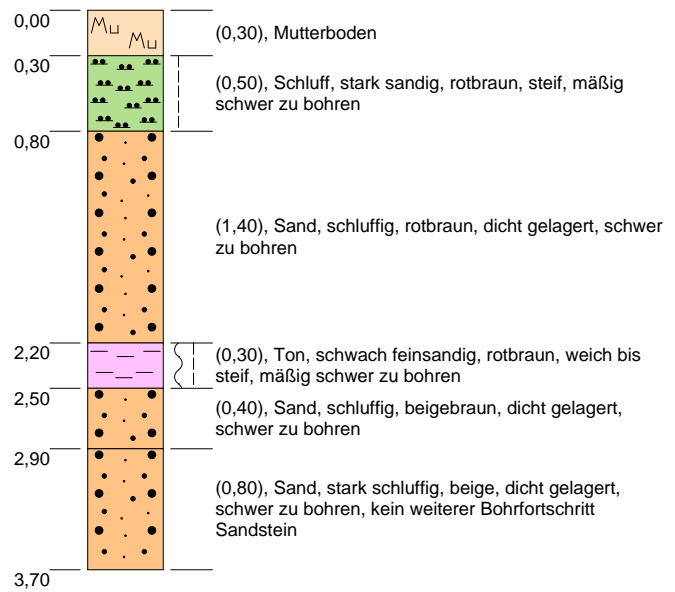 0,00
Mu
Mu
(0,30), Mutterboden
0,30
(0,50), Schluff, stark sandig, rotbraun, steif, mäßig
schwer zu bohren
0,80
(1,40), Sand, schluffig, rotbraun, dicht gelagert, schwer
zu bohren
2,20
(0,30), Ton, schwach feinsandig, rotbraun, weich bis
steif, mäßig schwer zu bohren
2,50
(0,40), Sand, schluffig, beigebraun, dicht gelagert,
schwer zu bohren
2,90
(0,80), Sand, stark schluffig, beige, dicht gelagert,
schwer zu bohren, kein weiterer Bohrfortschritt
Sandstein
3,70